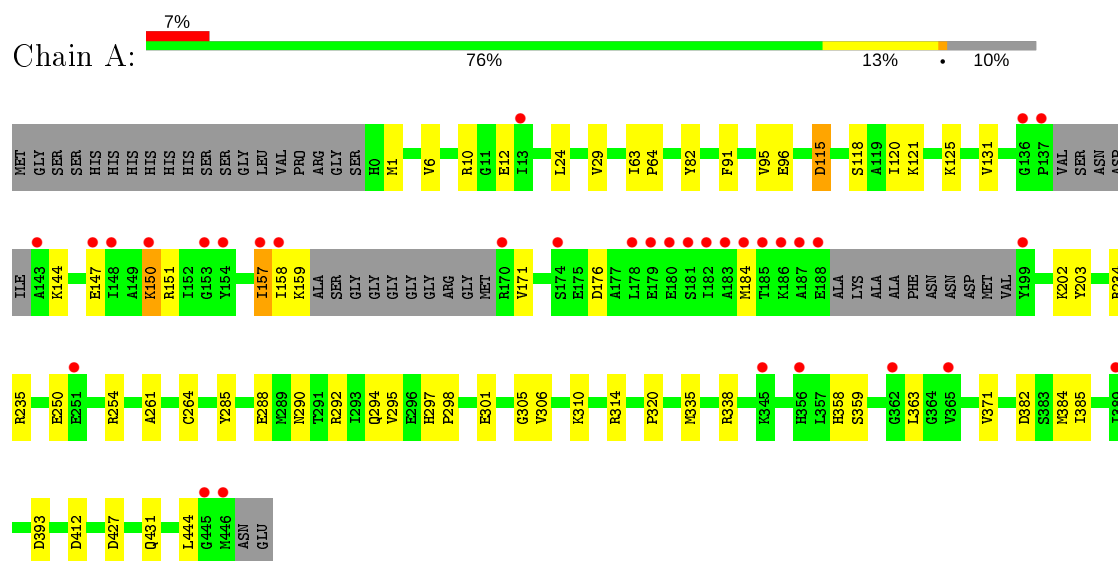 7%
Chain A:
76% 13% • 10%
MET GLY SER SER HIS HIS HIS HIS HIS HIS SER SER GLY LEU VAL PRO ARG GLY SER H0 M1 V6 R10 G11 E12 I13 L24 V29 I63 P64 Y82 F91 V95 E96 D115 S118 A119 I120 K121 K125 V131 G136 P137 VAL SER ASN ASP
ILE A143 K144 E147 I148 A149 K150 R151 I152 G153 Y154 I157 I158 K159 ALA SER GLY GLY GLY GLY GLY ARG GLY MET R170 V171 S174 E175 D176 A177 L178 E179 E180 S181 I182 A183 M184 T185 K186 A187 E188 ALA LYS ALA ALA PHE ASN ASN ASP MET VAL Y199 K202 Y203
R235 E250 E251 R254 A261 C264 Y285 E288 M289 N290 T291 R292 I293 Q294 V295 E296 H297 P298 E301 G305 V306 K310 R314 P320 M335 R338 K345 H356 L357 H358 S359 G362 L363 G364 V365 V371 D382 S383 M384 I385
D393 D412 D427 Q431 L444 G445 M446 ASN GLU